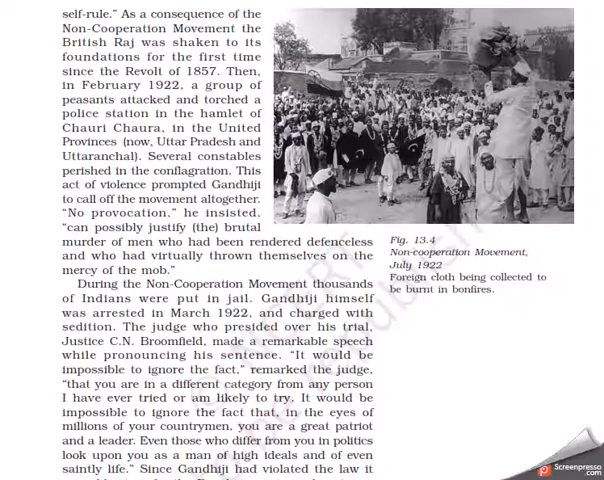 self-rule.” As a consequence of the
Non-Cooperation Movement the
British Raj was shaken to its
foundations for the first time
since the Revolt of 1857. Then,
in February 1922, a group of
peasants attacked and torched a
police station in the hamlet of
Chauri Chaura, in the United
Provinces (now, Uttar Pradesh and
Uttaranchal). Several constables
perished in the conflagration. This
act of violence prompted Gandhiji
to call off the movement altogether.
“No provocation,” he insisted,
“can possibly justify (the) brutal
murder of men who had been rendered defenceless
and who had virtually thrown themselves on the
mercy of the mob.”
During the Non-Cooperation Movement thousands
of Indians were put in jail. Gandhiji himself
was arrested in March 1922, and charged with
sedition. The judge who presided over his trial,
Justice C.N. Broomfield, made a remarkable speech
while pronouncing his sentence. “It would be
impossible to ignore the fact,” remarked the judge,
“that you are in a different category from any person
I have ever tried or am likely to try. It would be
impossible to ignore the fact that, in the eyes of
millions of your countrymen, you are a great patriot
and a leader. Even those who differ from you in politics
look upon you as a man of high ideals and of even
saintly life.” Since Gandhiji had violated the law it
Fig. 13.4
Non-cooperation Movement,
July 1922
Foreign cloth being collected to
be burnt in bonfires.
© NCERT
be republished
Screenpresso